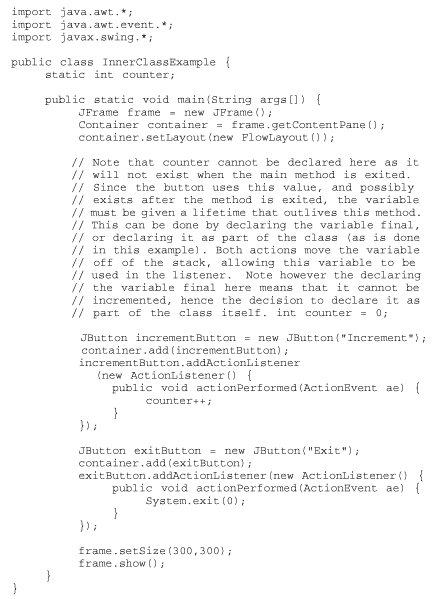 import java.awt.*;
import java.awt.event.*;
import javax.swing.*;

public class InnerClassExample {
     static int counter;

     public static void main(String args[]) {
          JFrame frame = new JFrame();
          Container container = frame.getContentPane();
          container.setLayout(new FlowLayout());

          // Note that counter cannot be declared here as it
          // will not exist when the main method is exited.
          // Since the button uses this value, and possibly
          // exists after the method is exited, the variable
          // must be given a lifetime that outlives this method.
          // This can be done by declaring the variable final,
          // or declaring it as part of the class (as is done
          // in this example). Both actions move the variable
          // off of the stack, allowing this variable to be
          // used in the listener.  Note however the declaring
          // the variable final here means that it cannot be
          // incremented, hence the decision to declare it as
          // part of the class itself. int counter = 0;

          JButton incrementButton = new JButton("Increment");
          container.add(incrementButton);
          incrementButton.addActionListener
            (new ActionListener() {
               public void actionPerformed(ActionEvent ae) {
                    counter++;
               }
          });

          JButton exitButton = new JButton("Exit");
          container.add(exitButton);
          exitButton.addActionListener(new ActionListener() {
               public void actionPerformed(ActionEvent ae) {
                    System.exit(0);
               }
          });

          frame.setSize(300,300);
          frame.show();
     }
}